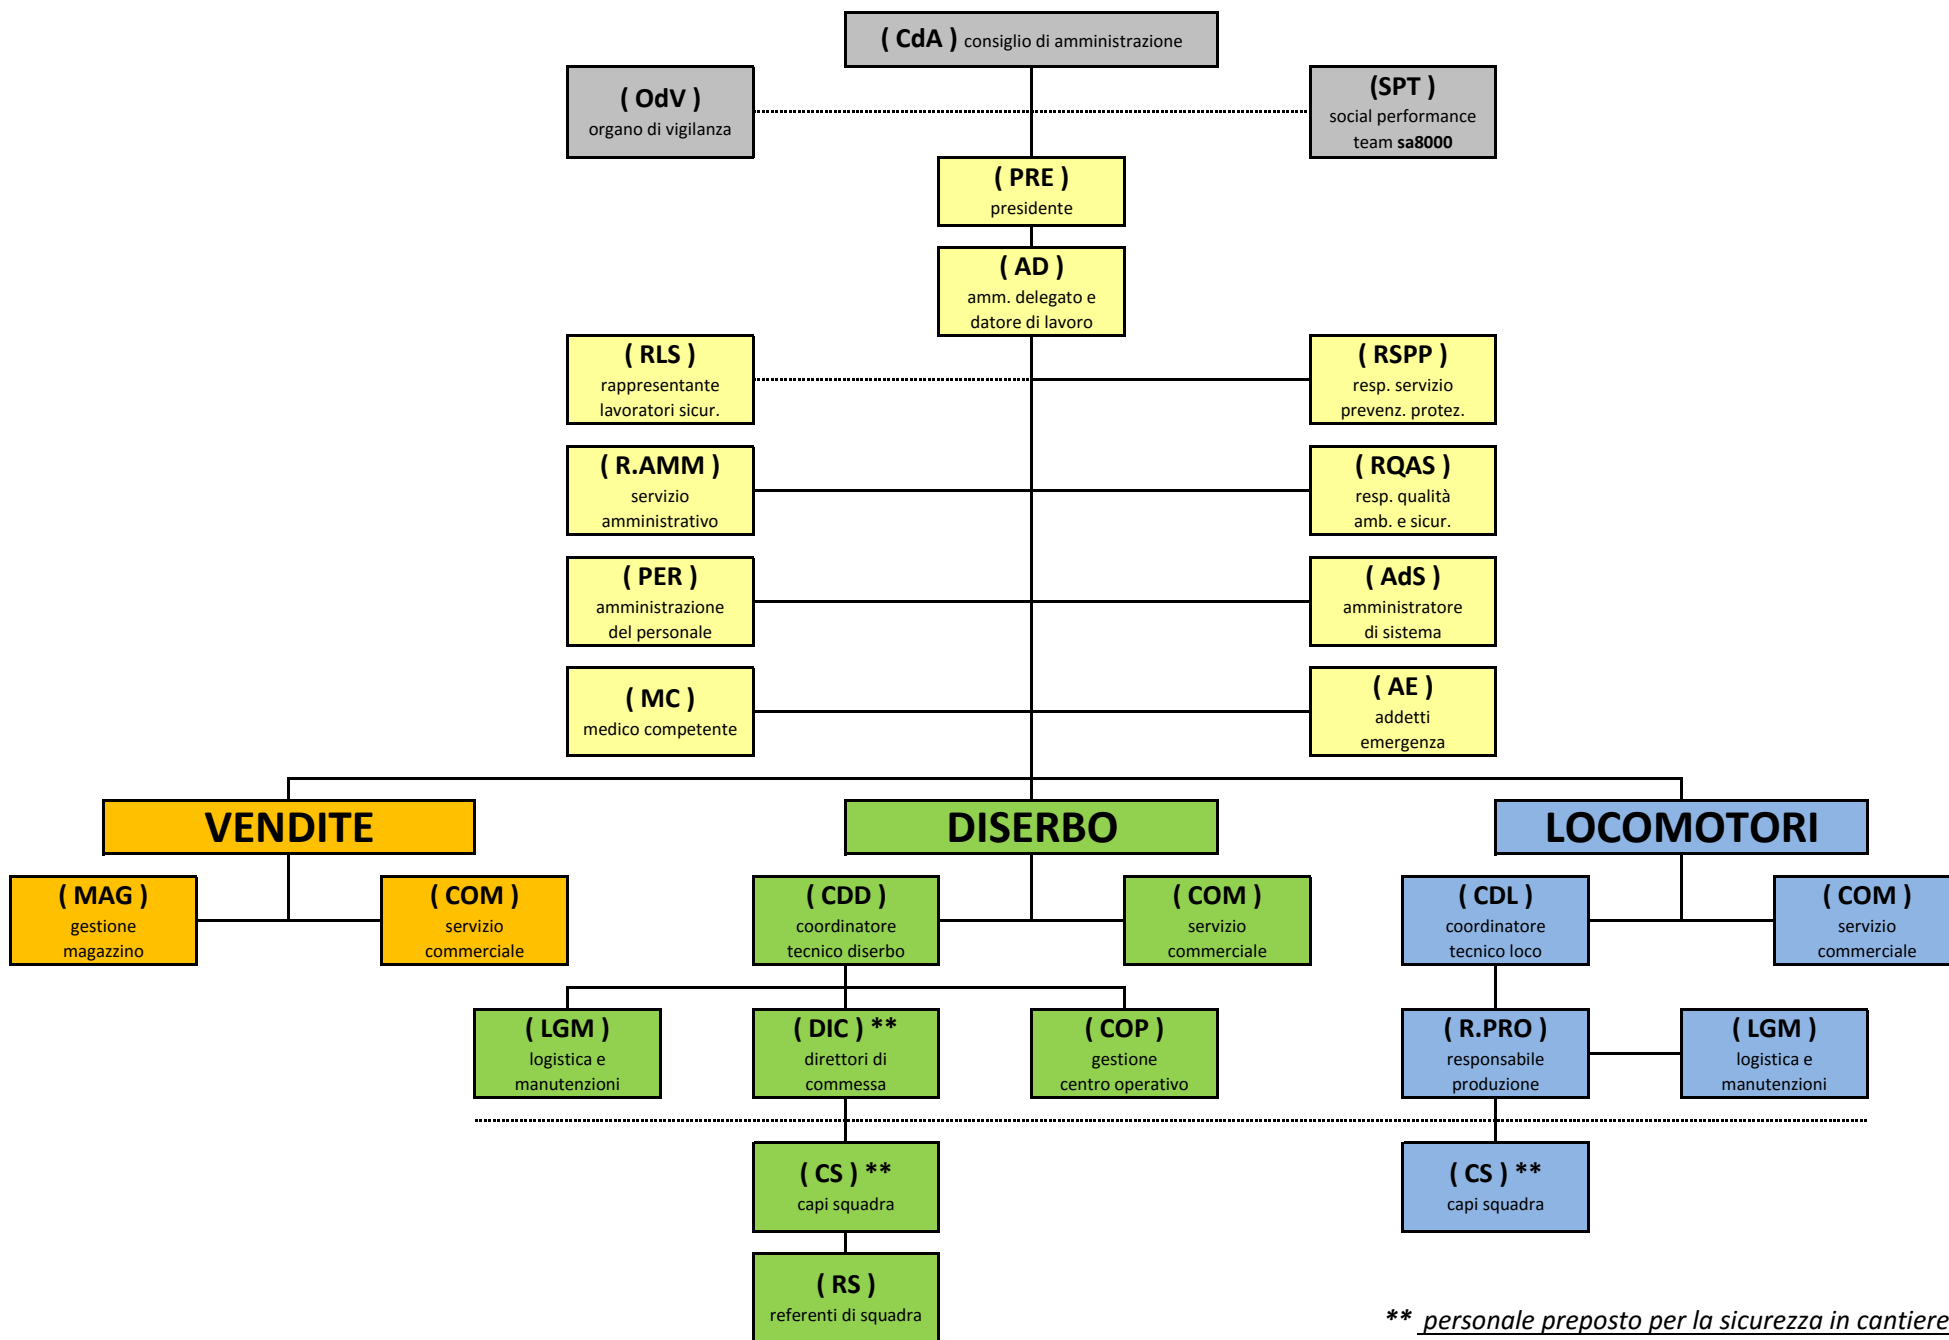 ( CdA ) consiglio di amministrazione
( OdV )
organo di vigilanza
(SPT )
social performance
team sa8000
( PRE )
presidente
( AD )
amm. delegato e
datore di lavoro
( RLS )
rappresentante
lavoratori sicur.
( RSPP )
resp. servizio
prevenz. protez.
( R.AMM )
servizio
amministrativo
( RQAS )
resp. qualità
amb. e sicur.
( PER )
amministrazione
del personale
( AdS )
amministratore
di sistema
( MC )
medico competente
( AE )
addetti
emergenza
VENDITE
DISERBO
LOCOMOTORI
( MAG )
gestione
magazzino
( COM )
servizio
commerciale
( CDD )
coordinatore
tecnico diserbo
( COM )
servizio
commerciale
( CDL )
coordinatore
tecnico loco
( COM )
servizio
commerciale
( LGM )
logistica e
manutenzioni
( DIC ) **
direttori di
commessa
( COP )
gestione
centro operativo
( R.PRO )
responsabile
produzione
( LGM )
logistica e
manutenzioni
( CS ) **
capi squadra
( CS ) **
capi squadra
( RS )
referenti di squadra
** personale preposto per la sicurezza in cantiere